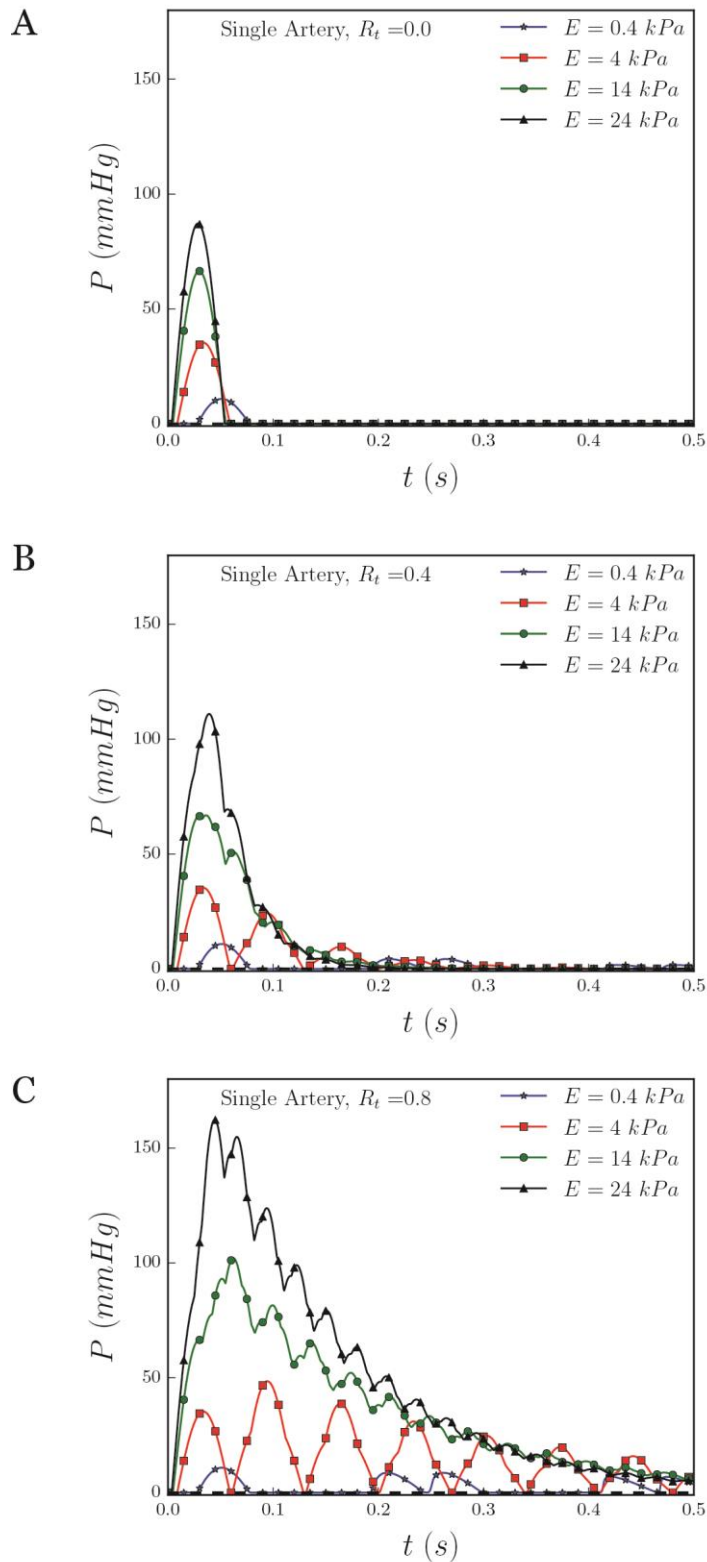 A
Single Artery, R_t =0.0
E = 0.4 kPa
E = 4 kPa
E = 14 kPa
E = 24 kPa
150
100
50
0
P (mmHg)
0.0 0.1 0.2 0.3 0.4 0.5
t (s)
B
Single Artery, R_t =0.4
E = 0.4 kPa
E = 4 kPa
E = 14 kPa
E = 24 kPa
150
100
50
0
P (mmHg)
0.0 0.1 0.2 0.3 0.4 0.5
t (s)
C
Single Artery, R_t =0.8
E = 0.4 kPa
E = 4 kPa
E = 14 kPa
E = 24 kPa
150
100
50
0
P (mmHg)
0.0 0.1 0.2 0.3 0.4 0.5
t (s)